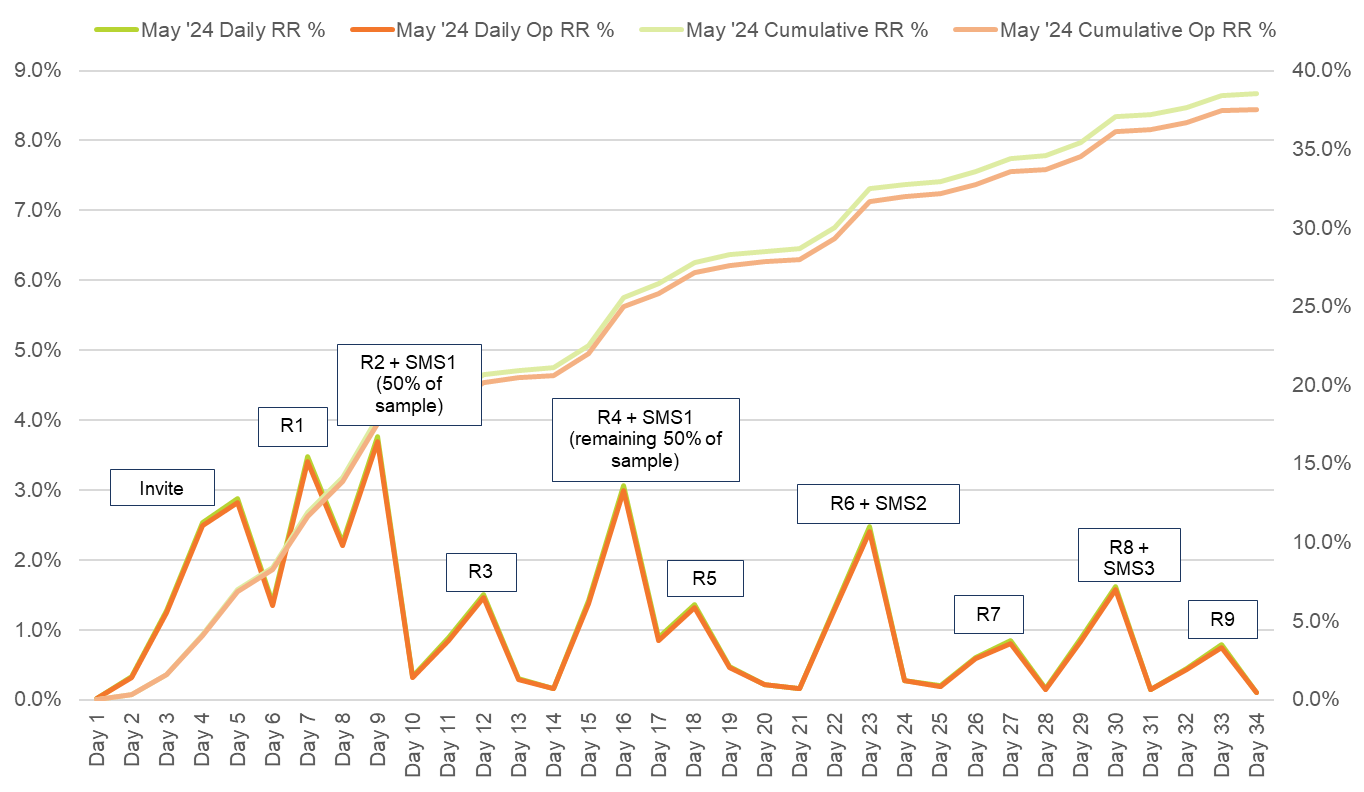 May '24 Daily RR %
May '24 Daily Op RR %
May '24 Cumulative RR %
May '24 Cumulative Op RR %
9.0%
8.0%
7.0%
6.0%
5.0%
4.0%
3.0%
2.0%
1.0%
0.0%
40.0%
35.0%
30.0%
25.0%
20.0%
15.0%
10.0%
5.0%
0.0%
Invite
R1
R2 + SMS1
(50% of
sample)
R3
R4 + SMS1
(remaining 50% of
sample)
R5
R6 + SMS2
R7
R8 +
SMS3
R9
Day 1
Day 2
Day 3
Day 4
Day 5
Day 6
Day 7
Day 8
Day 9
Day 10
Day 11
Day 12
Day 13
Day 14
Day 15
Day 16
Day 17
Day 18
Day 19
Day 20
Day 21
Day 22
Day 23
Day 24
Day 25
Day 26
Day 27
Day 28
Day 29
Day 30
Day 31
Day 32
Day 33
Day 34